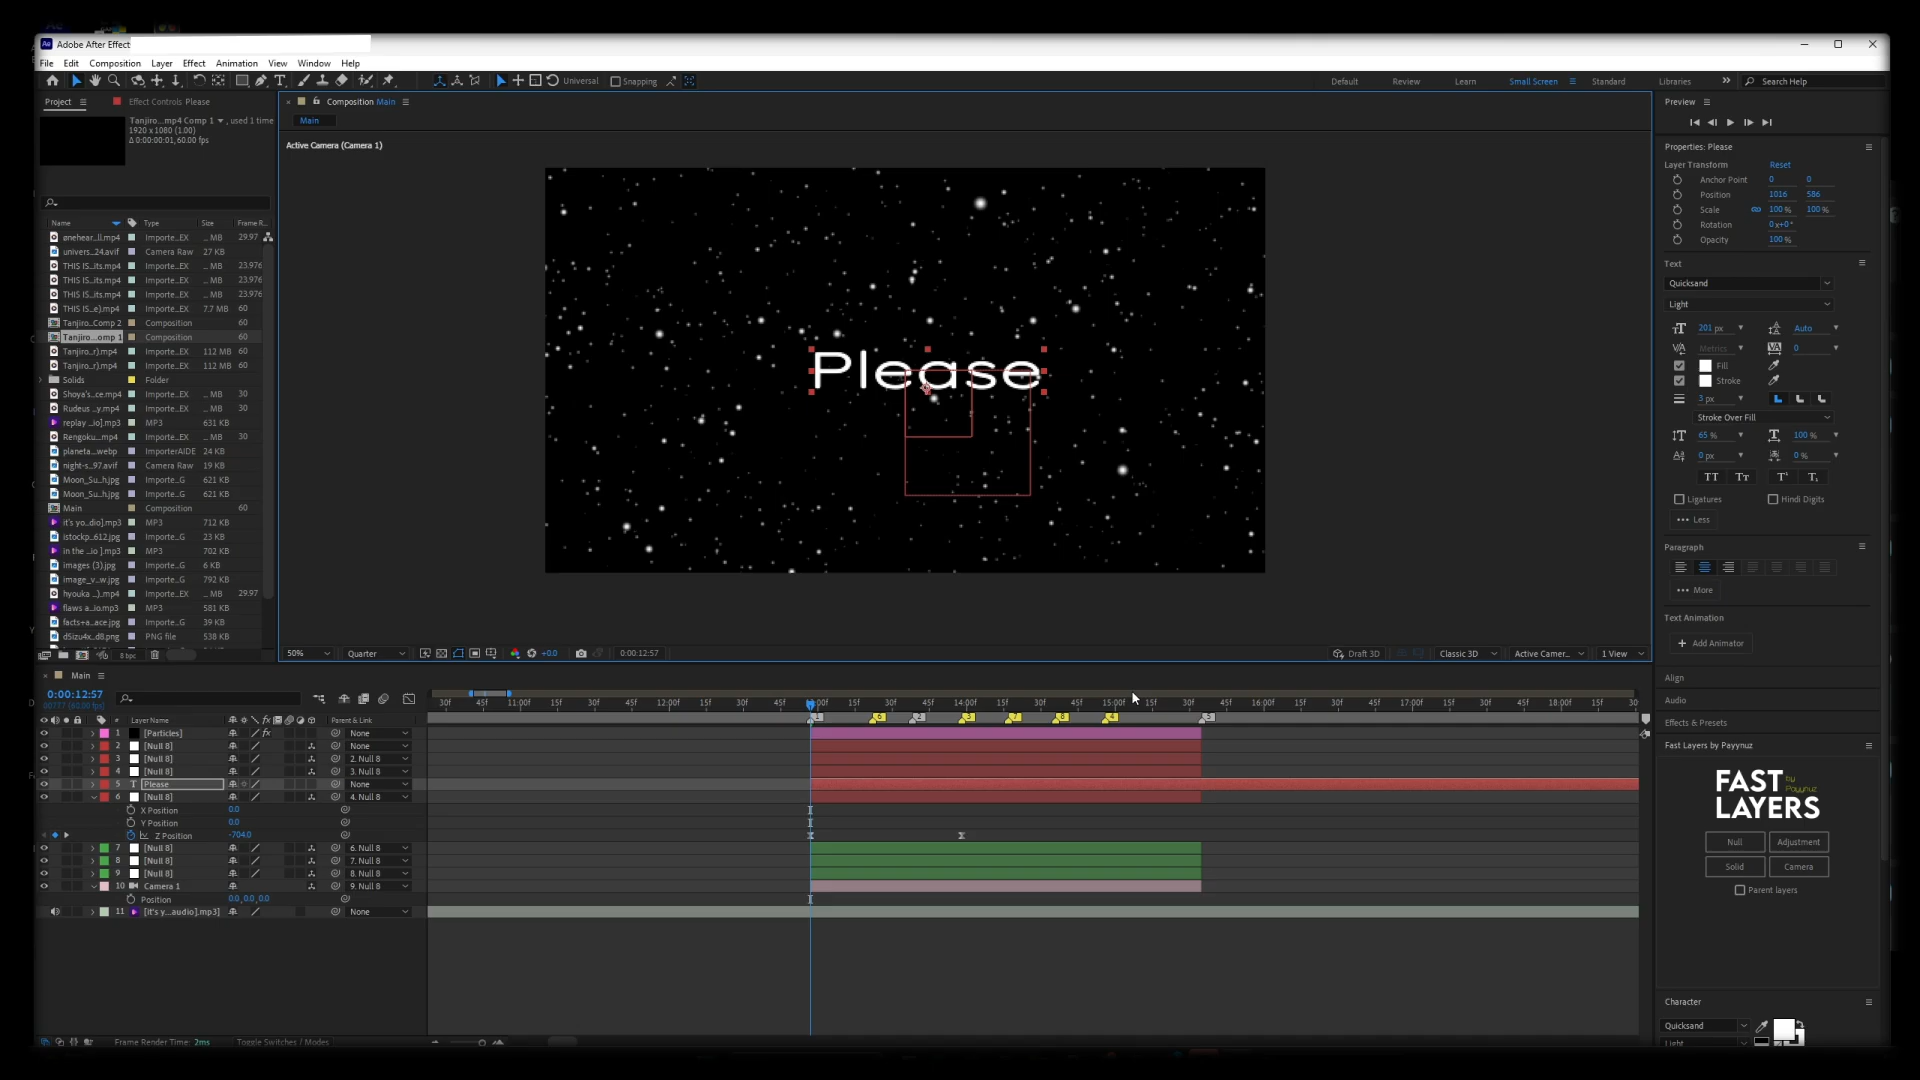 Adobe After Effect
File Edit Composition Layer Effect Animation View Window Help
Universal Snapping Default Review Learn Small Screen Standard Libraries Search Help
Project Effect Controls Please
Tanjiro...mp4 Comp 1 , used 1 time
1920 x 1080 (1.00)
Δ 0:00:00:01, 60.00 fps
Name Type Size Frame R...
ønehear...ll.mp4 Importe...EX ... MB 29.97
univers...24.avif Camera Raw 27 KB
THIS IS...its.mp4 Importe...EX ... MB 23.976
THIS IS...its.mp4 Importe...EX ... MB 23.976
THIS IS...its.mp4 Importe...EX ... MB 23.976
THIS IS...e).mp4 Importe...EX 7.7 MB 60
Tanjiro...Comp 2 Composition 60
Tanjiro...omp 1 Composition 60
Tanjiro...r].mp4 Importe...EX 112 MB 60
Tanjiro...r].mp4 Importe...EX 112 MB 60
Solids Folder
Shoya's...ce.mp4 Importe...EX ... MB 30
Rudeus ...y.mp4 Importe...EX ... MB 30
replay ...io].mp3 MP3 631 KB
Rengoku...mp4 Importe...EX ... MB 30
planeta...webp ImporterAIDE 24 KB
night-s...97.avif Camera Raw 19 KB
Moon_Su...h.jpg Importe...G 621 KB
Moon_Su...h.jpg Importe...G 621 KB
Main Composition 60
it's yo...dio].mp3 MP3 712 KB
istockp...612.jpg Importe...G 23 KB
in the ...io ].mp3 MP3 702 KB
images (3).jpg Importe...G 6 KB
image_v...w.jpg Importe...G 792 KB
hyouka ...).mp4 Importe...EX ... MB 29.97
flaws a...io.mp3 MP3 581 KB
facts+a...ace.jpg Importe...G 39 KB
d5izu4x...d8.png PNG file 538 KB
8 bpc
Composition Main
Main
Active Camera (Camera 1)
Please
50% Quarter +0.0 0:00:12:57 Draft 3D Classic 3D Active Camer... 1 View
Preview
Properties: Please
Layer Transform Reset
Anchor Point 0 0
Position 1016 586
Scale 100 % 100 %
Rotation 0x+0°
Opacity 100 %
Text
Quicksand
Light
201 px Auto
Metrics 0
Fill
Stroke
3 px
Stroke Over Fill
65 % 100 %
0 px 0 %
TT Tr T' T,
Ligatures Hindi Digits
Less
Paragraph
More
Text Animation
Add Animator
Align
Audio
Effects & Presets
Fast Layers by Payynuz
FAST by Payynuz
LAYERS
Null Adjustment
Solid Camera
Parent layers
Character
Quicksand
Light
Main
0:00:12:57
00777 (60.00 fps)
30f 45f 11:00f 15f 30f 45f 12:00f 15f 30f 45f 00f 15f 30f 45f 14:00f 15f 30f 45f 15:00f 15f 30f 45f 16:00f 15f 30f 45f 17:00f 15f 30f 45f 18:00f 15f 30
1 6 2 3 7 8 4 5
# Layer Name Parent & Link
1 [Particles] None
2 [Null 8] None
3 [Null 8] 2. Null 8
4 [Null 8] 3. Null 8
5 T Please None
6 [Null 8] 4. Null 8
X Position 0.0
Y Position 0.0
Z Position -704.0
7 [Null 8] 6. Null 8
8 [Null 8] 7. Null 8
9 [Null 8] 8. Null 8
10 Camera 1 9. Null 8
Position 0.0, 0.0, 0.0
11 [it's y...audio].mp3] None
Frame Render Time: 2ms Toggle Switches / Modes